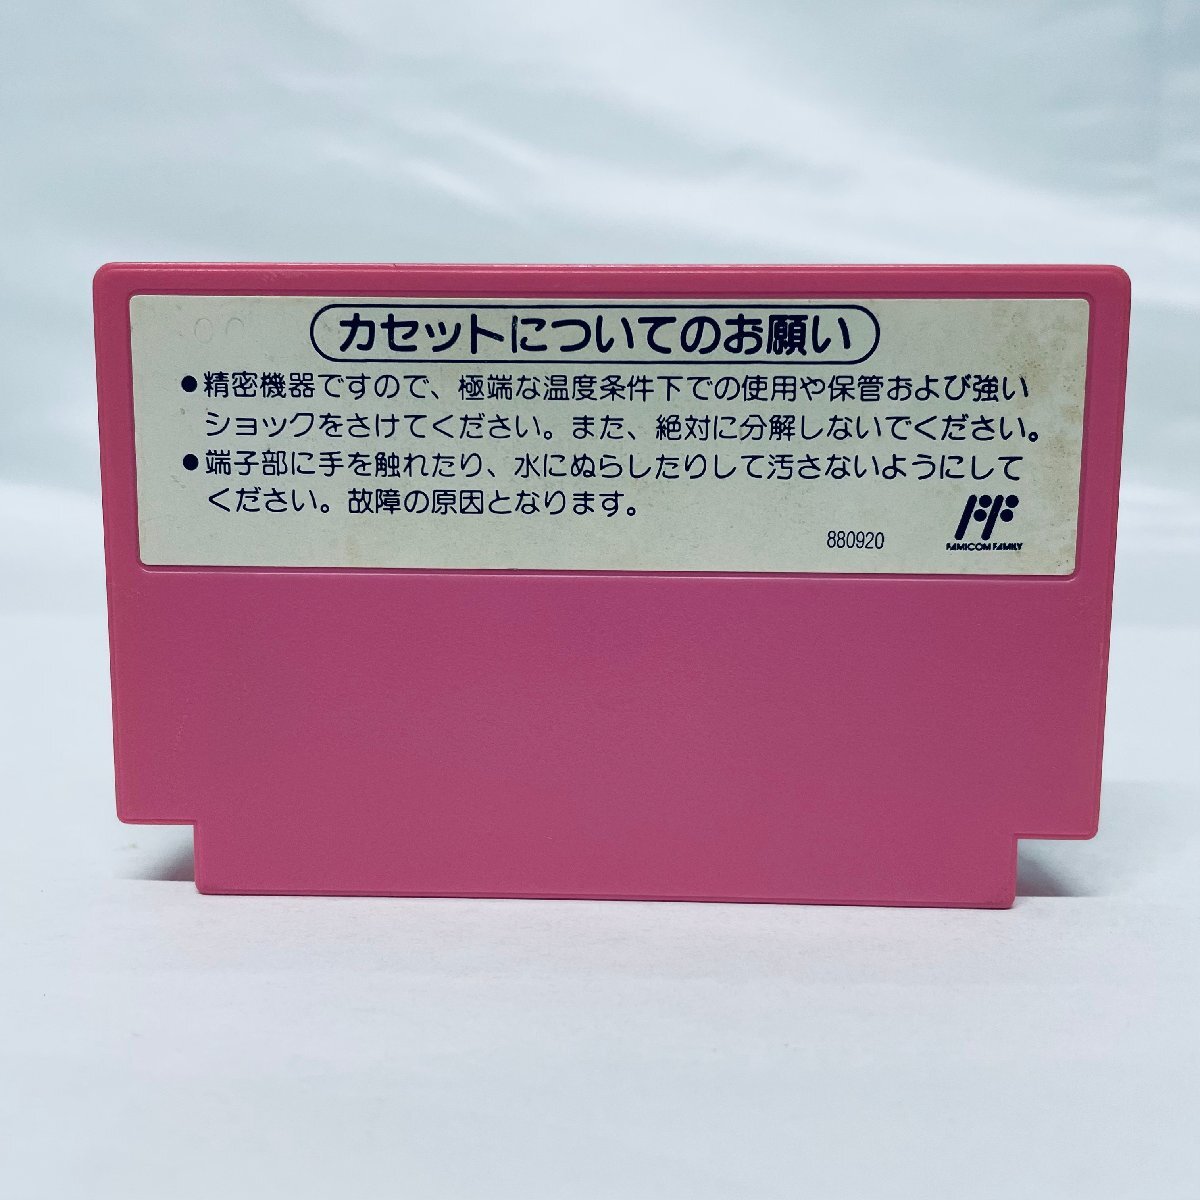 カセットについてのお願い
●精密機器ですので、極端な温度条件下での使用や保管および強い
ショックをさけてください。また、絶対に分解しないでください。
●端子部に手を触れたり、水にぬらしたりして汚さないようにして
ください。故障の原因となります。
880920
FAMICOM FAMILY